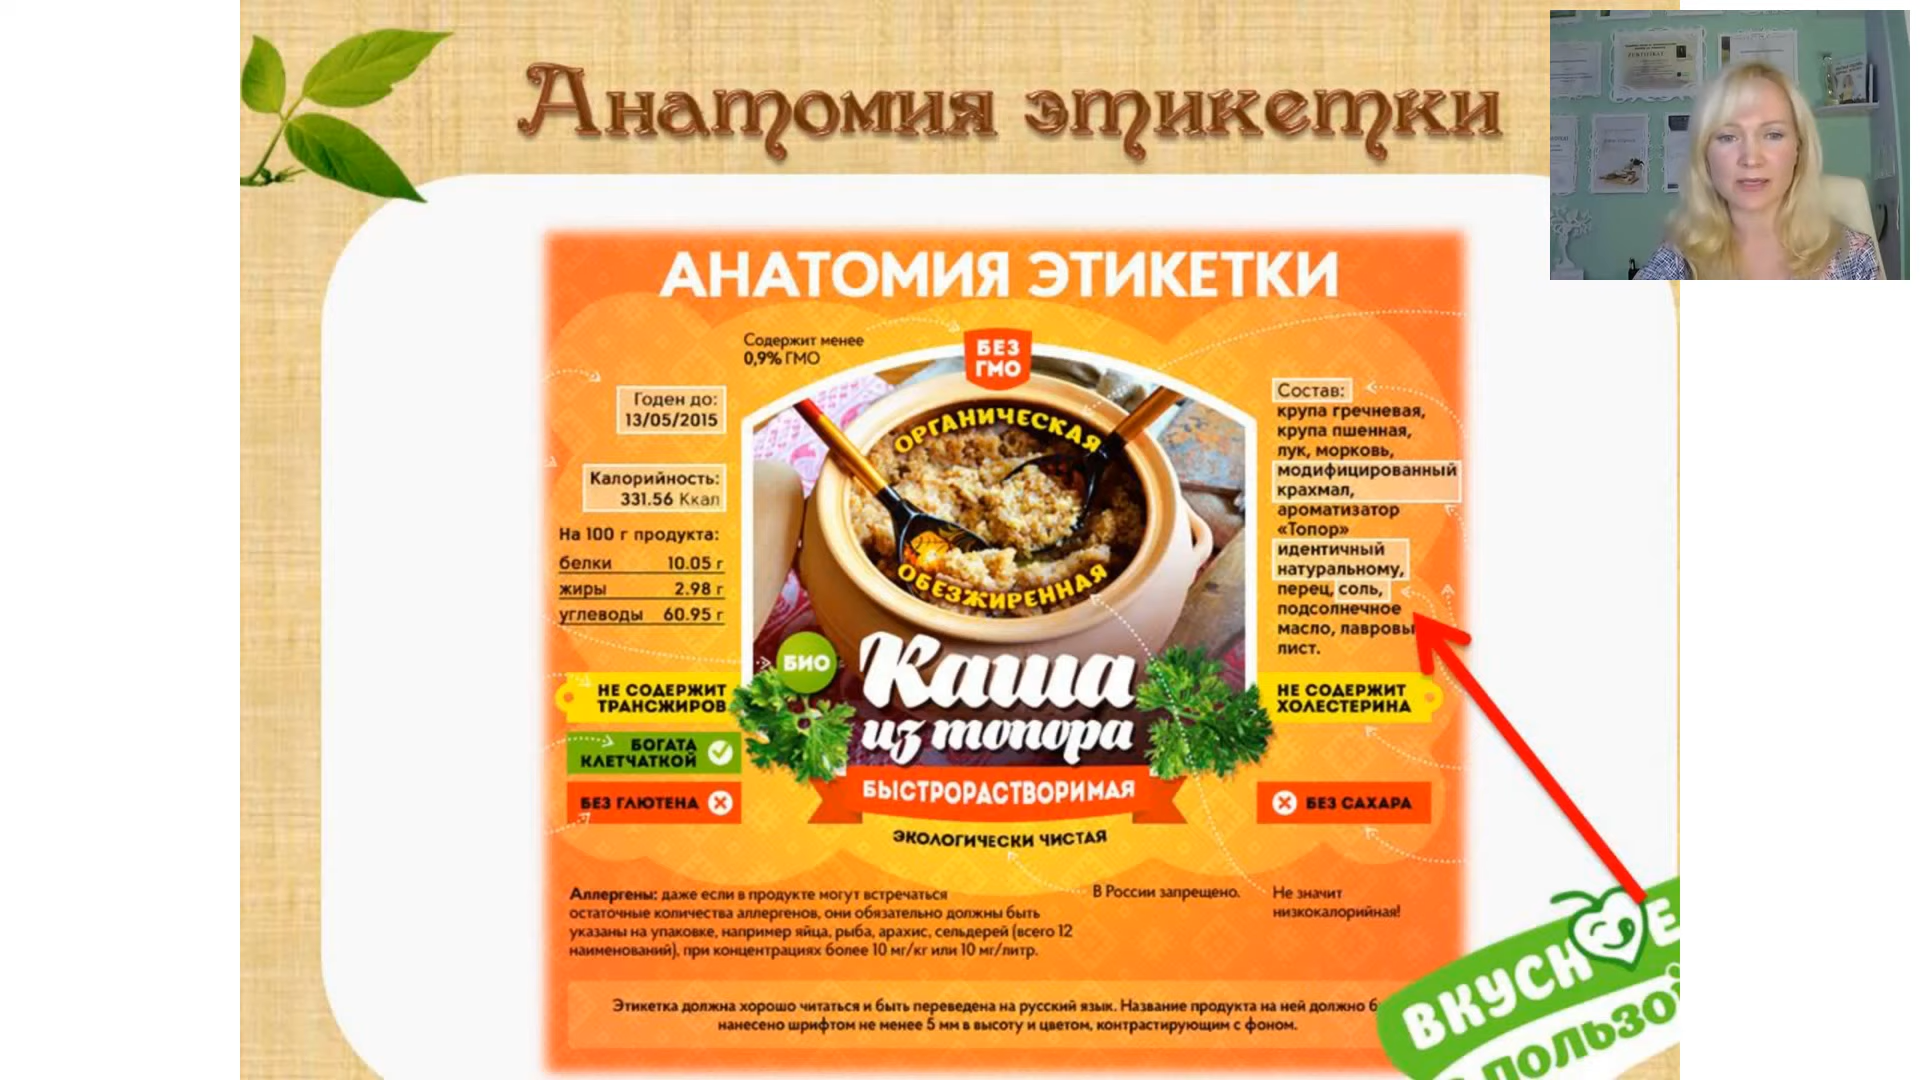 Анатомия этикетки
АНАТОМИЯ ЭТИКЕТКИ
Содержит менее
0,9% ГМО
БЕЗ
ГМО
Годен до:
13/05/2015
Калорийность:
331.56 Ккал
На 100 г продукта:
белки 10.05 г
жиры 2.98 г
углеводы 60.95 г
НЕ СОДЕРЖИТ
ТРАНСЖИРОВ
БОГАТА
КЛЕТЧАТКОЙ
БЕЗ ГЛЮТЕНА
ОРГАНИЧЕСКАЯ
ОБЕЗЖИРЕННАЯ
БИО
Каша
из топора
БЫСТРОРАСТВОРИМАЯ
ЭКОЛОГИЧЕСКИ ЧИСТАЯ
Состав:
крупа гречневая,
крупа пшенная,
лук, морковь,
модифицированный
крахмал,
ароматизатор
«Топор»
идентичный
натуральному,
перец, соль,
подсолнечное
масло, лавровы
лист.
НЕ СОДЕРЖИТ
ХОЛЕСТЕРИНА
БЕЗ САХАРА
Аллергены: даже если в продукте могут встречаться
остаточные количества аллергенов, они обязательно должны быть
указаны на упаковке, например яйца, рыба, арахис, сельдерей (всего 12
наименований), при концентрациях более 10 мг/кг или 10 мг/литр.
В России запрещено.
Не значит
низкокалорийная!
Этикетка должна хорошо читаться и быть переведена на русский язык. Название продукта на ней должно б
нанесено шрифтом не менее 5 мм в высоту и цветом, контрастирующим с фоном.
ВКУСНОЕ
ПОЛЬЗО